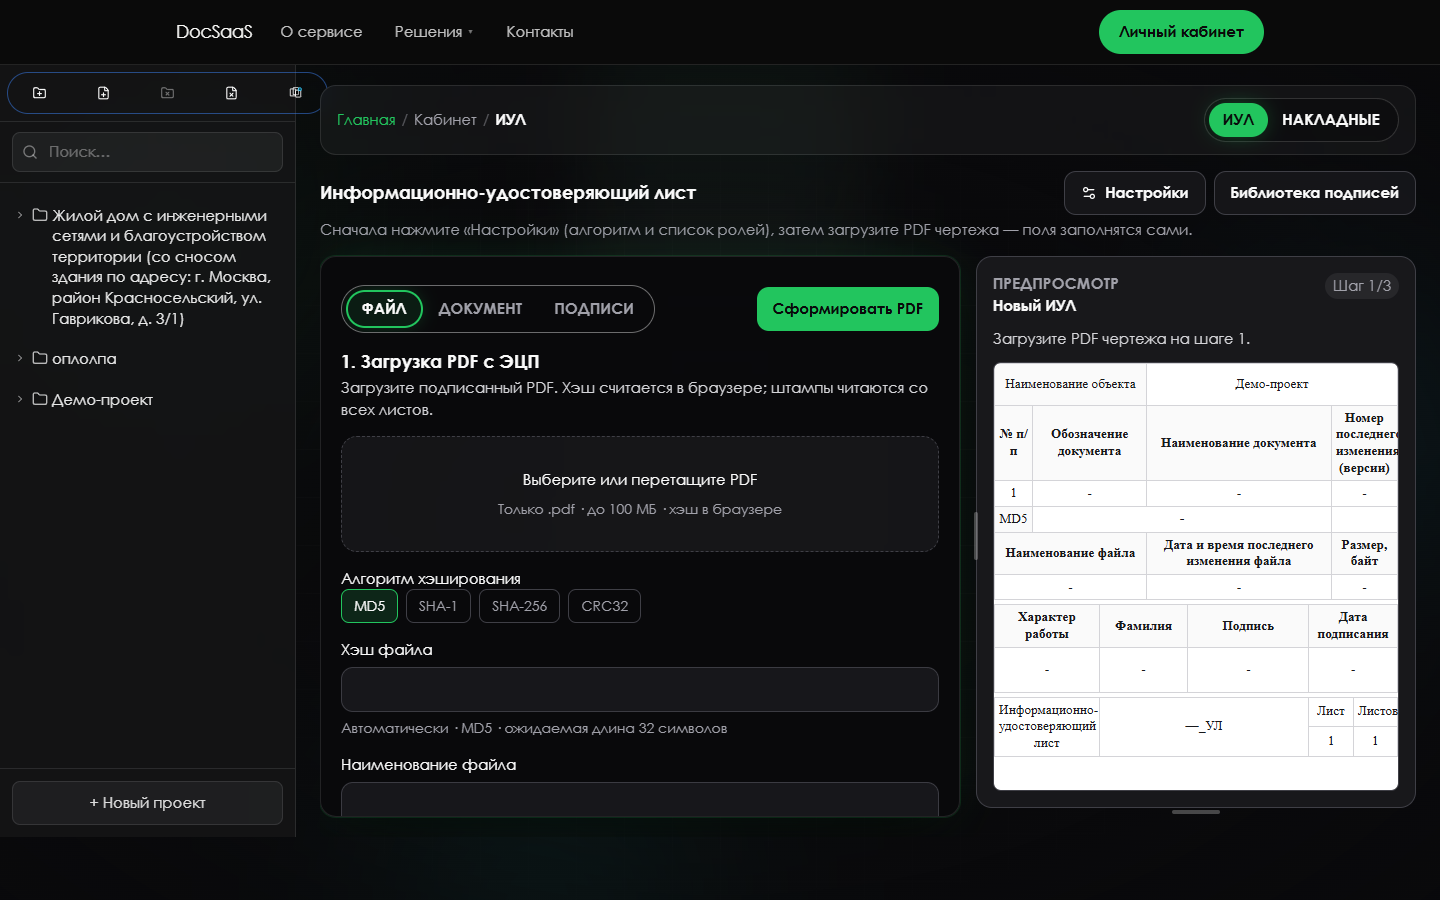 DocSaaS
О сервисе
Решения
Контакты
Личный кабинет
Поиск...
Жилой дом с инженерными
сетями и благоустройством
территории (со сносом
здания по адресу: г. Москва,
район Красносельский, ул.
Гаврикова, д. 3/1)
оплолпа
Демо-проект
+ Новый проект
Главная / Кабинет / ИУЛ
ИУЛ
НАКЛАДНЫЕ
Информационно-удостоверяющий лист
Настройки
Библиотека подписей
Сначала нажмите «Настройки» (алгоритм и список ролей), затем загрузите PDF чертежа — поля заполнятся сами.
ФАЙЛ
ДОКУМЕНТ
ПОДПИСИ
Сформировать PDF
1. Загрузка PDF с ЭЦП
Загрузите подписанный PDF. Хэш считается в браузере; штампы читаются со
всех листов.
Выберите или перетащите PDF
Только .pdf · до 100 МБ · хэш в браузере
Алгоритм хэширования
MD5
SHA-1
SHA-256
CRC32
Хэш файла
Автоматически · MD5 · ожидаемая длина 32 символов
Наименование файла
ПРЕДПРОСМОТР
Шаг 1/3
Новый ИУЛ
Загрузите PDF чертежа на шаге 1.
Наименование объекта
Демо-проект
№ п/
п
Обозначение
документа
Наименование документа
Номер
последнего
изменения
(версии)
1
-
-
-
MD5
-
Наименование файла
Дата и время последнего
изменения файла
Размер,
байт
-
-
-
Характер
работы
Фамилия
Подпись
Дата
подписания
-
-
-
-
Информационно-
удостоверяющий
лист
—_УЛ
Лист
Листов
1
1